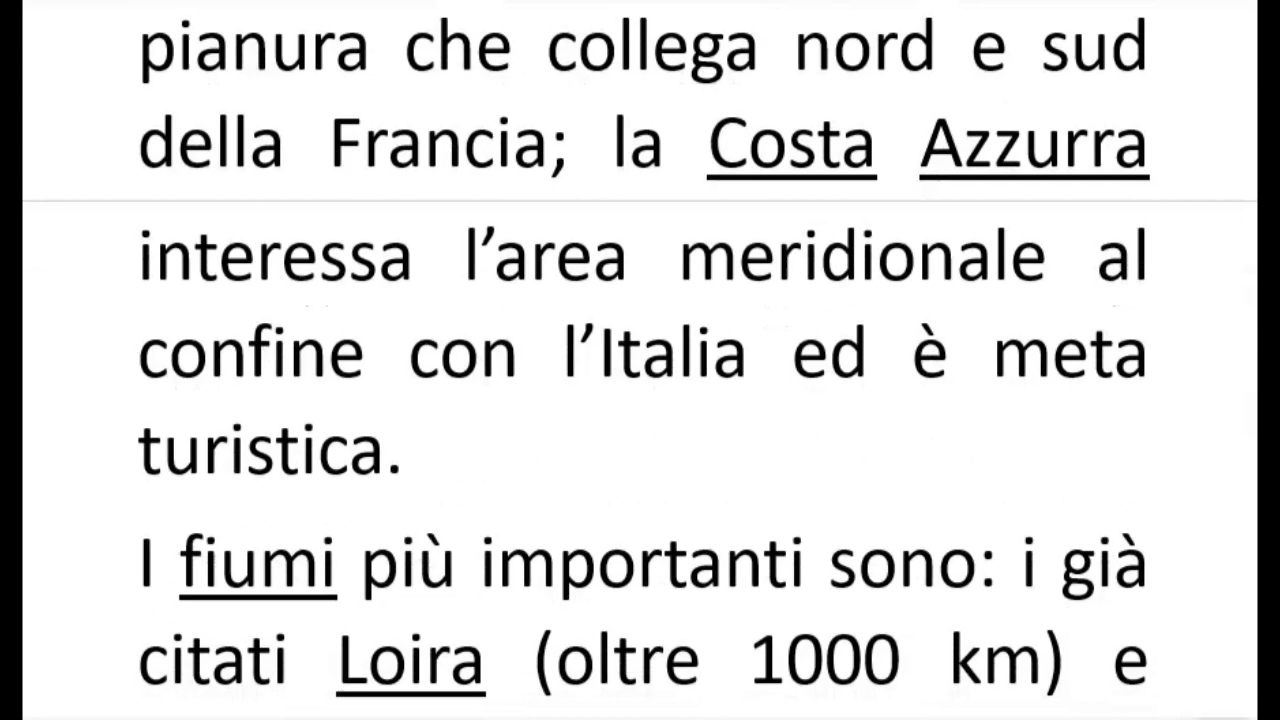 pianura che collega nord e sud
della Francia; la Costa Azzurra
interessa l’area meridionale al
confine con l’Italia ed è meta
turistica.
I fiumi più importanti sono: i già
citati Loira (oltre 1000 km) e